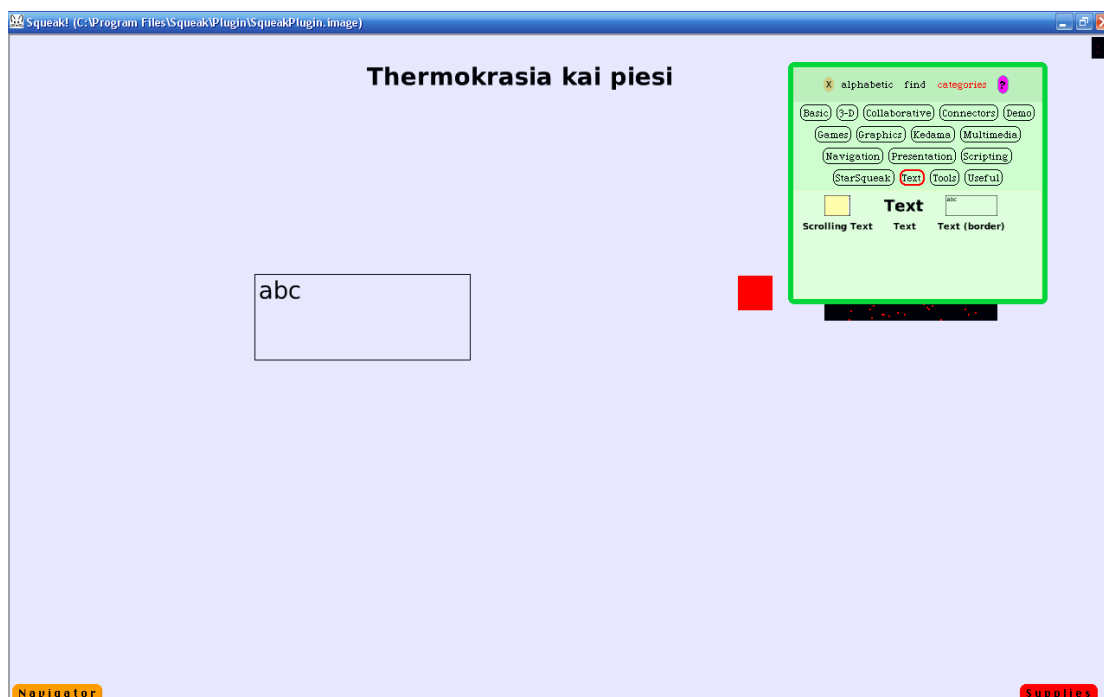 Squeak! (C:\Program Files\Squeak\Plugin\SqueakPlugin.image)
Thermokrasia kai piesi
X alphabetic find categories ?
Basic 3-D Collaborative Connectors Demo
Games Graphics Kedama Multimedia
Navigation Presentation Scripting
StarSqueak Text Tools Useful
Text abc
Scrolling Text Text Text (border)
abc
Navigator Supplies